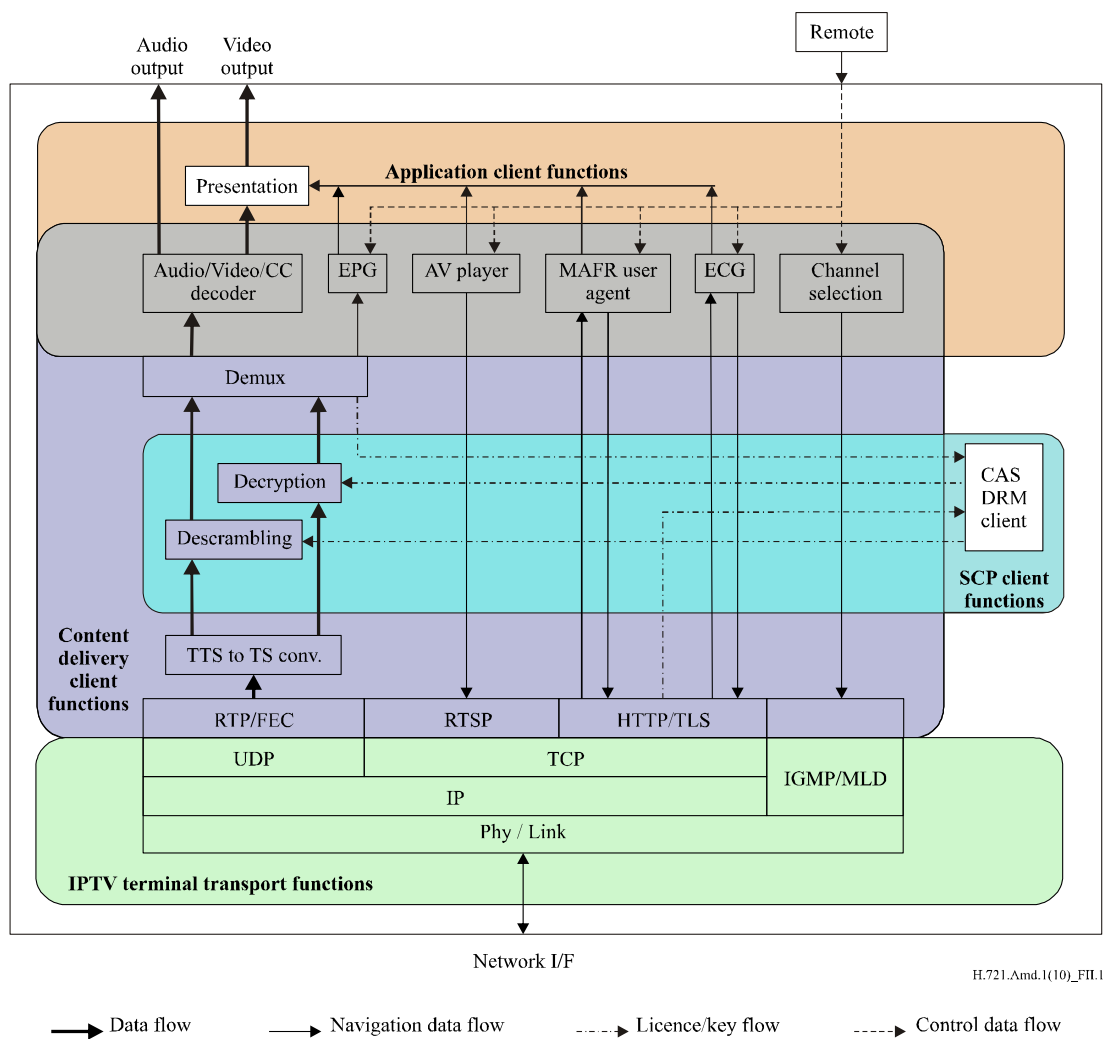 Remote
Audio
output
Video
output
Application client functions
Presentation
Audio/Video/CC
decoder
EPG
AV player
MAFR user
agent
ECG
Channel
selection
Demux
Decryption
CAS
DRM
client
Descrambling
SCP client
functions
Content
delivery
client
functions
TTS to TS conv.
RTP/FEC
RTSP
HTTP/TLS
UDP
TCP
IGMP/MLD
IP
Phy / Link
IPTV terminal transport functions
Network I/F
H.721.Amd.1(10)_FII.1
Data flow
Navigation data flow
Licence/key flow
Control data flow